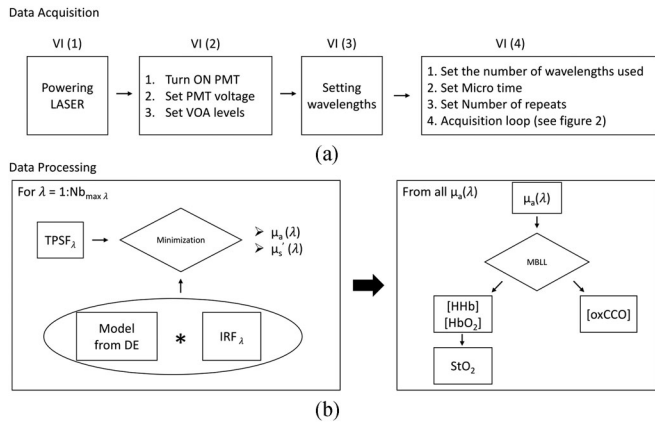 Data Acquisition
VI (1)
Powering
LASER
VI (2)
1. Turn ON PMT
2. Set PMT voltage
3. Set VOA levels
VI (3)
Setting
wavelengths
VI (4)
1. Set the number of wavelengths used
2. Set Micro time
3. Set Number of repeats
4. Acquisition loop (see figure 2)
(a)
Data Processing
For λ = 1:Nb max λ
TPSF λ
Minimization
➢ μa (λ)
➢ μs' (λ)
Model
from DE
*
IRF λ
From all μa(λ)
μa(λ)
MBLL
[HHb]
[HbO2]
[oxCCO]
StO2
(b)